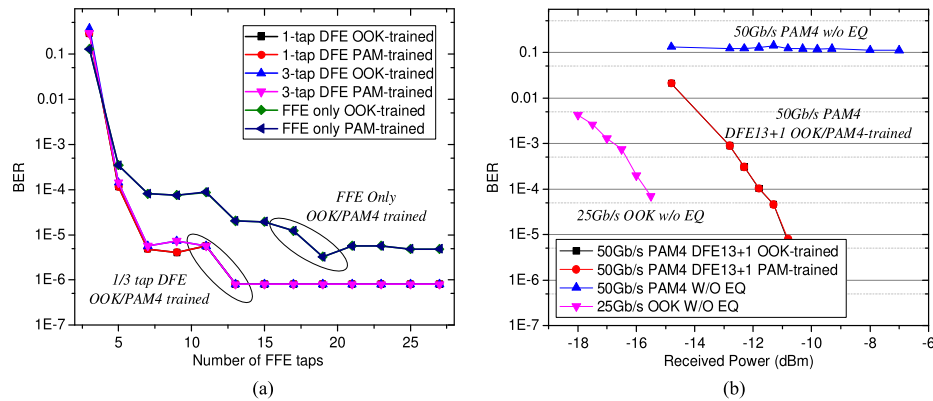 1-tap DFE OOK-trained
1-tap DFE PAM-trained
3-tap DFE OOK-trained
3-tap DFE PAM-trained
FFE only OOK-trained
FFE only PAM-trained
0.1
0.01
1E-3
1E-4
1E-5
1E-6
1E-7
BER
FFE Only
OOK/PAM4 trained
1/3 tap DFE
OOK/PAM4 trained
5
10
15
20
25
Number of FFE taps
(a)
50Gb/s PAM4 w/o EQ
50Gb/s PAM4
DFE13+1 OOK/PAM4-trained
25Gb/s OOK w/o EQ
1
0.1
0.01
1E-3
1E-4
1E-5
1E-6
1E-7
BER
50Gb/s PAM4 DFE13+1 OOK-trained
50Gb/s PAM4 DFE13+1 PAM-trained
50Gb/s PAM4 W/O EQ
25Gb/s OOK W/O EQ
-18
-16
-14
-12
-10
-8
-6
Received Power (dBm)
(b)